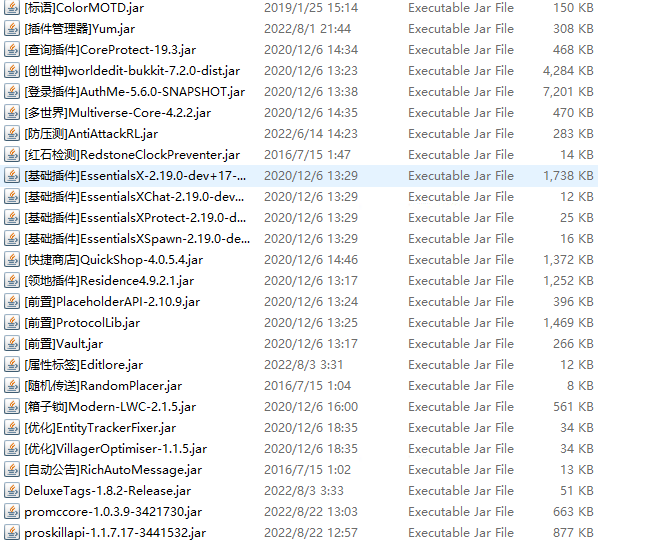 [标语]ColorMOTD.jar 2019/1/25 15:14 Executable Jar File 150 KB
[插件管理器]Yum.jar 2022/8/1 21:44 Executable Jar File 308 KB
[查询插件]CoreProtect-19.3.jar 2020/12/6 14:34 Executable Jar File 468 KB
[创世神]worldedit-bukkit-7.2.0-dist.jar 2020/12/6 13:23 Executable Jar File 4,284 KB
[登录插件]AuthMe-5.6.0-SNAPSHOT.jar 2020/12/6 13:38 Executable Jar File 7,201 KB
[多世界]Multiverse-Core-4.2.2.jar 2020/12/6 14:35 Executable Jar File 470 KB
[防压测]AntiAttackRL.jar 2022/6/14 14:23 Executable Jar File 283 KB
[红石检测]RedstoneClockPreventer.jar 2016/7/15 1:47 Executable Jar File 14 KB
[基础插件]EssentialsX-2.19.0-dev+17-... 2020/12/6 13:29 Executable Jar File 1,738 KB
[基础插件]EssentialsXChat-2.19.0-dev... 2020/12/6 13:29 Executable Jar File 12 KB
[基础插件]EssentialsXProtect-2.19.0-d... 2020/12/6 13:29 Executable Jar File 25 KB
[基础插件]EssentialsXSpawn-2.19.0-de... 2020/12/6 13:29 Executable Jar File 16 KB
[快捷商店]QuickShop-4.0.5.4.jar 2020/12/6 14:46 Executable Jar File 1,372 KB
[领地插件]Residence4.9.2.1.jar 2020/12/6 13:17 Executable Jar File 1,252 KB
[前置]PlaceholderAPI-2.10.9.jar 2020/12/6 13:24 Executable Jar File 396 KB
[前置]ProtocolLib.jar 2020/12/6 13:25 Executable Jar File 1,469 KB
[前置]Vault.jar 2020/12/6 13:17 Executable Jar File 266 KB
[属性标签]Editlore.jar 2022/8/3 3:31 Executable Jar File 12 KB
[随机传送]RandomPlacer.jar 2016/7/15 1:04 Executable Jar File 8 KB
[箱子锁]Modern-LWC-2.1.5.jar 2020/12/6 16:00 Executable Jar File 561 KB
[优化]EntityTrackerFixer.jar 2020/12/6 18:35 Executable Jar File 34 KB
[优化]VillagerOptimiser-1.1.5.jar 2020/12/6 18:35 Executable Jar File 34 KB
[自动公告]RichAutoMessage.jar 2016/7/15 1:02 Executable Jar File 13 KB
DeluxeTags-1.8.2-Release.jar 2022/8/3 3:33 Executable Jar File 51 KB
promccore-1.0.3.9-3421730.jar 2022/8/22 13:03 Executable Jar File 663 KB
proskillapi-1.1.7.17-3441532.jar 2022/8/22 12:57 Executable Jar File 877 KB